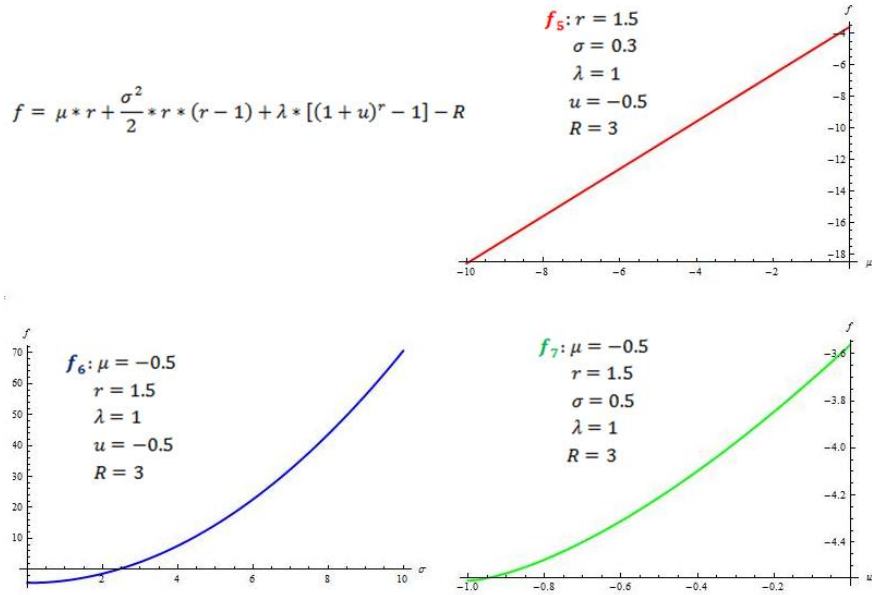 f = μ * r + σ²/2 * r * (r − 1) + λ * [(1 + u)^r − 1] − R
f₅: r = 1.5
σ = 0.3
λ = 1
u = −0.5
R = 3
f
−4
−6
−8
−10
−12
−14
−16
−18
−10 −8 −6 −4 −2 μ
f₆: μ = −0.5
r = 1.5
λ = 1
u = −0.5
R = 3
f
70
60
50
40
30
20
10
2 4 6 8 10 σ
f₇: μ = −0.5
r = 1.5
σ = 0.5
λ = 1
R = 3
f
−3.6
−3.8
−4.0
−4.2
−4.4
−1.0 −0.8 −0.6 −0.4 −0.2 u